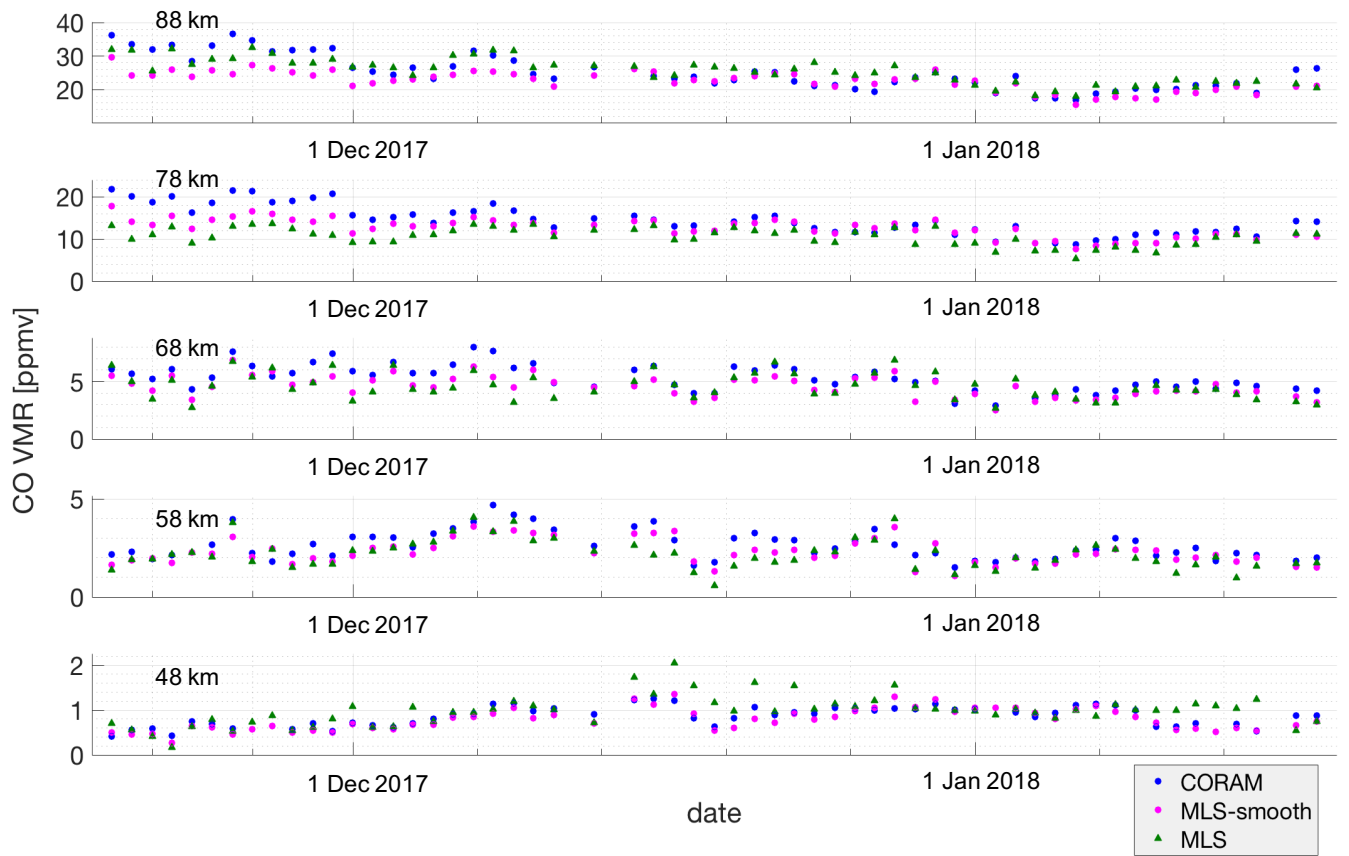 88 km
40
30
20
1 Dec 2017 1 Jan 2018
78 km
20
10
0
1 Dec 2017 1 Jan 2018
68 km
5
0
1 Dec 2017 1 Jan 2018
CO VMR [ppmv]
58 km
5
0
1 Dec 2017 1 Jan 2018
48 km
2
1
0
1 Dec 2017 1 Jan 2018
date
CORAM
MLS-smooth
MLS